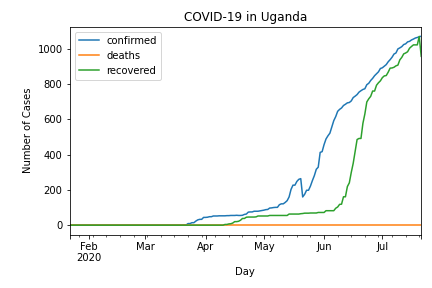 COVID-19 in Uganda
confirmed
deaths
recovered
1000
800
600
400
200
0
Number of Cases
Feb Mar Apr May Jun Jul
2020
Day